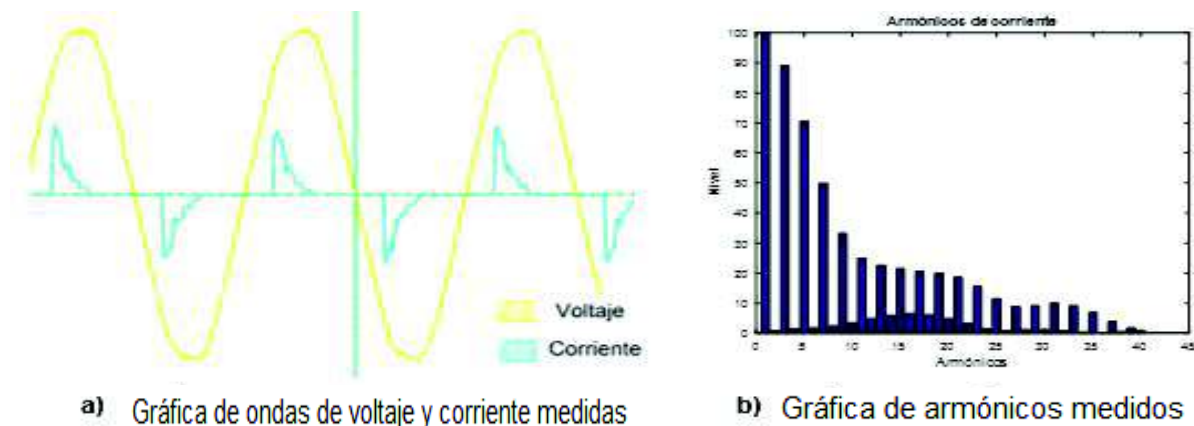 Voltaje
Corriente
a) Gráfica de ondas de voltaje y corriente medidas
Armónicos de corriente
100
90
80
70
60
50
40
30
20
10
0
Nivel
0 5 10 15 20 25 30 35 40 45
Armónicos
b) Gráfica de armónicos medidos